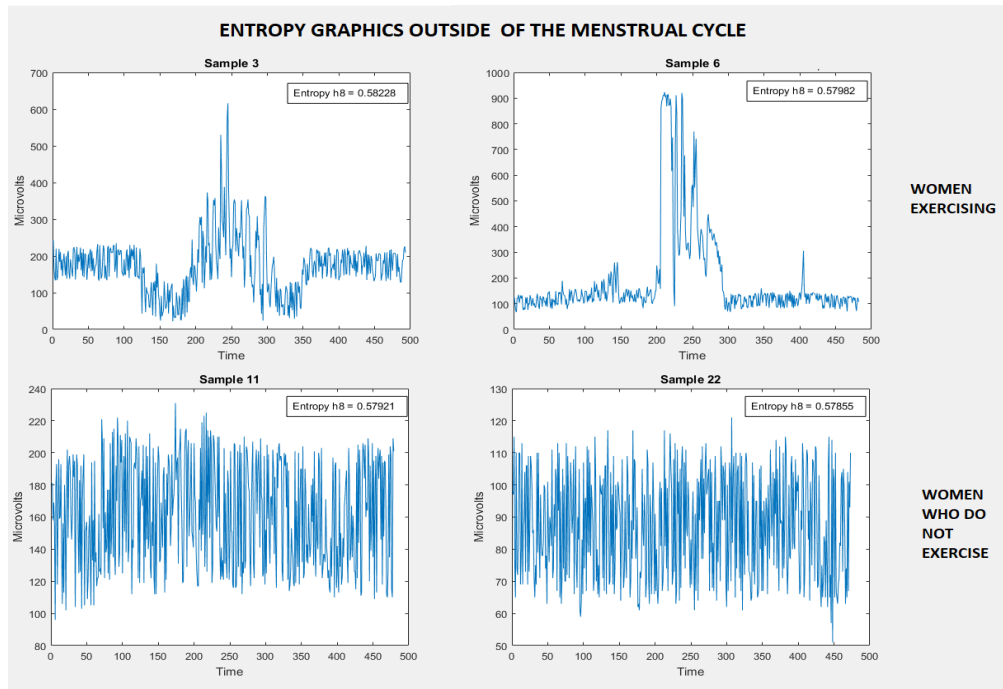 ENTROPY GRAPHICS OUTSIDE OF THE MENSTRUAL CYCLE
Sample 3
Entropy h8 = 0.58228
700
600
500
400
300
200
100
0
Microvolts
0 50 100 150 200 250 300 350 400 450 500
Time
Sample 6
Entropy h8 = 0.57982
1000
900
800
700
600
500
400
300
200
100
0
Microvolts
0 50 100 150 200 250 300 350 400 450 500
Time
WOMEN
EXERCISING
Sample 11
Entropy h8 = 0.57921
240
220
200
180
160
140
120
100
80
Microvolts
0 50 100 150 200 250 300 350 400 450 500
Time
Sample 22
Entropy h8 = 0.57855
130
120
110
100
90
80
70
60
50
Microvolts
0 50 100 150 200 250 300 350 400 450 500
Time
WOMEN
WHO DO
NOT
EXERCISE